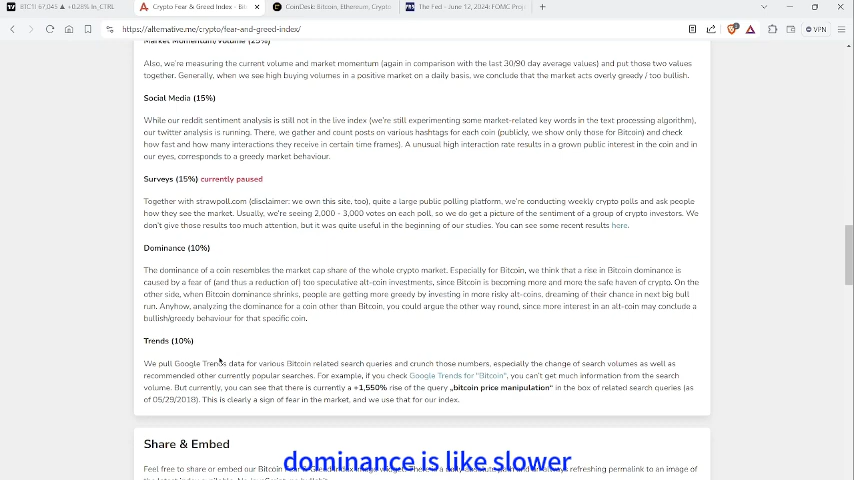 BTC1! 67,045 ▲ +0.28% In_CTRL
Crypto Fear & Greed Index - Bit
CoinDesk: Bitcoin, Ethereum, Crypto
The Fed - June 12, 2024: FOMC Proj
https://alternative.me/crypto/fear-and-greed-index/
VPN
Market Momentum/Volume (25%)
Also, we're measuring the current volume and market momentum (again in comparison with the last 30/90 day average values) and put those two values
together. Generally, when we see high buying volumes in a positive market on a daily basis, we conclude that the market acts overly greedy / too bullish.
Social Media (15%)
While our reddit sentiment analysis is still not in the live index (we're still experimenting some market-related key words in the text processing algorithm),
our twitter analysis is running. There, we gather and count posts on various hashtags for each coin (publicly, we show only those for Bitcoin) and check
how fast and how many interactions they receive in certain time frames). A unusual high interaction rate results in a grown public interest in the coin and in
our eyes, corresponds to a greedy market behaviour.
Surveys (15%) currently paused
Together with strawpoll.com (disclaimer: we own this site, too), quite a large public polling platform, we're conducting weekly crypto polls and ask people
how they see the market. Usually, we're seeing 2,000 - 3,000 votes on each poll, so we do get a picture of the sentiment of a group of crypto investors. We
don't give those results too much attention, but it was quite useful in the beginning of our studies. You can see some recent results here.
Dominance (10%)
The dominance of a coin resembles the market cap share of the whole crypto market. Especially for Bitcoin, we think that a rise in Bitcoin dominance is
caused by a fear of (and thus a reduction of) too speculative alt-coin investments, since Bitcoin is becoming more and more the safe haven of crypto. On the
other side, when Bitcoin dominance shrinks, people are getting more greedy by investing in more risky alt-coins, dreaming of their chance in next big bull
run. Anyhow, analyzing the dominance for a coin other than Bitcoin, you could argue the other way round, since more interest in an alt-coin may conclude a
bullish/greedy behaviour for that specific coin.
Trends (10%)
We pull Google Trends data for various Bitcoin related search queries and crunch those numbers, especially the change of search volumes as well as
recommended other currently popular searches. For example, if you check Google Trends for "Bitcoin", you can't get much information from the search
volume. But currently, you can see that there is currently a +1,550% rise of the query „bitcoin price manipulation“ in the box of related search queries (as
of 05/29/2018). This is clearly a sign of fear in the market, and we use that for our index.
Share & Embed
dominance is like slower
Feel free to share or embed our Bitcoin refreshing permalink to an image of